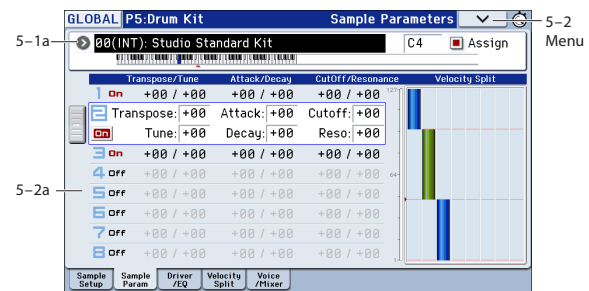 GLOBAL P5:Drum Kit Sample Parameters
5–2
Menu
5–1a
00(INT): Studio Standard Kit C4 Assign
Transpose/Tune Attack/Decay CutOff/Resonance Velocity Split
1 On +00 / +00 +00 / +00 +00 / +00
127
2 Transpose: +00 Attack: +00 Cutoff: +00
On Tune: +00 Decay: +00 Reso: +00
3 On +00 / +00 +00 / +00 +00 / +00
4 Off +00 / +00 +00 / +00 +00 / +00
64
5–2a
5 Off +00 / +00 +00 / +00 +00 / +00
6 Off +00 / +00 +00 / +00 +00 / +00
7 Off +00 / +00 +00 / +00 +00 / +00
8 Off +00 / +00 +00 / +00 +00 / +00
1
Sample Setup Sample Param Driver /EQ Velocity Split Voice /Mixer